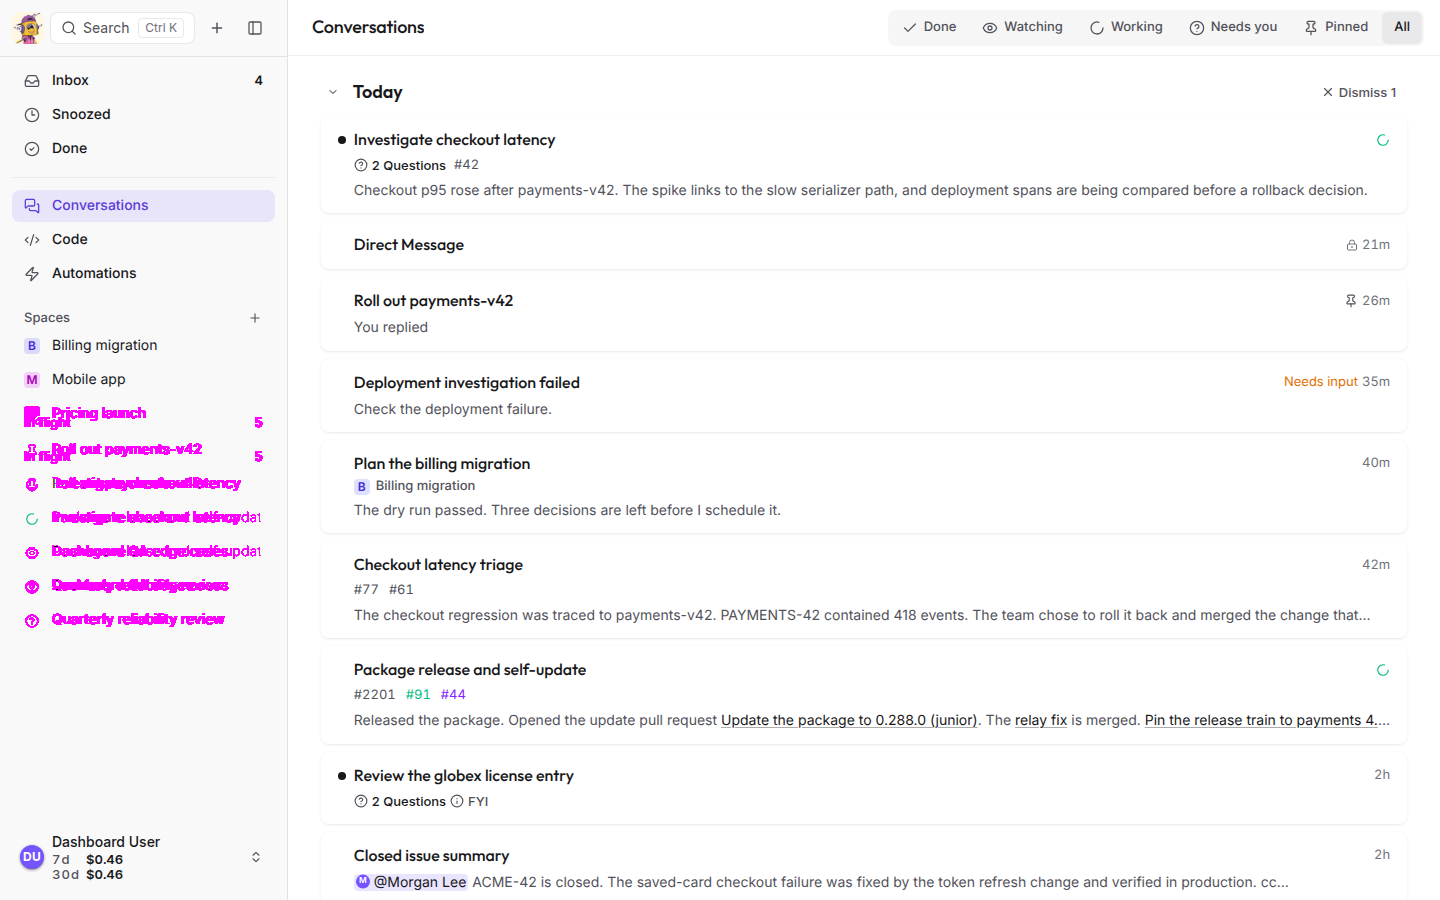 Search Ctrl K
Inbox 4
Snoozed
Done
Conversations
Code
Automations
Spaces
B Billing migration
M Mobile app
Pricing launch
In flight 5
Roll out payments-v42
In flight 5
Quarterly reliability review
DU Dashboard User
7d $0.46
30d $0.46
Conversations
Done Watching Working Needs you Pinned All
Today Dismiss 1
Investigate checkout latency
2 Questions #42
Checkout p95 rose after payments-v42. The spike links to the slow serializer path, and deployment spans are being compared before a rollback decision.
Direct Message 21m
Roll out payments-v42 26m
You replied
Deployment investigation failed Needs input 35m
Check the deployment failure.
Plan the billing migration 40m
B Billing migration
The dry run passed. Three decisions are left before I schedule it.
Checkout latency triage 42m
#77 #61
The checkout regression was traced to payments-v42. PAYMENTS-42 contained 418 events. The team chose to roll it back and merged the change that...
Package release and self-update
#2201 #91 #44
Released the package. Opened the update pull request Update the package to 0.288.0 (junior). The relay fix is merged. Pin the release train to payments 4....
Review the globex license entry 2h
2 Questions FYI
Closed issue summary 2h
M @Morgan Lee ACME-42 is closed. The saved-card checkout failure was fixed by the token refresh change and verified in production. cc...